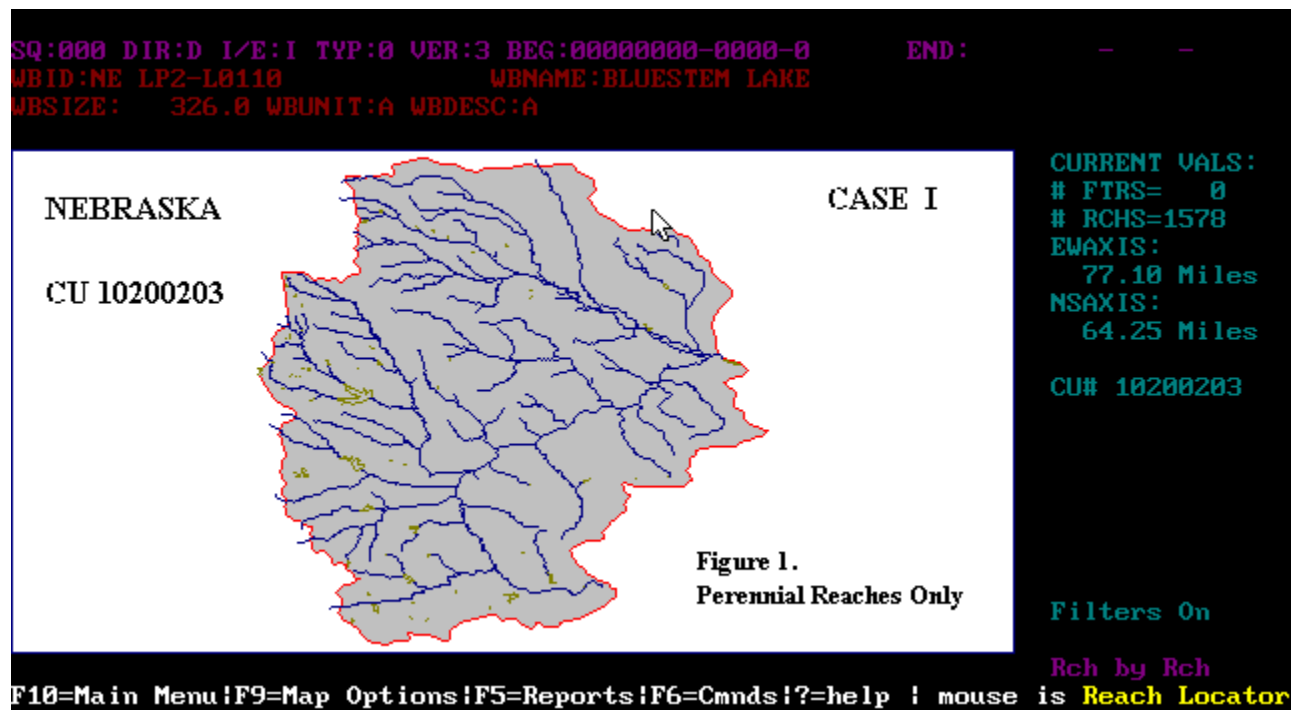 SQ:000 DIR:D I/E:I TYP:0 VER:3 BEG:00000000-0000-0 END: - -
WBID:NE LP2-L0110 WBNAME:BLUESTEM LAKE
WBSIZE: 326.0 WBUNIT:A WBDESC:A
NEBRASKA
CASE I
CU 10200203
Figure 1.
Perennial Reaches Only
CURRENT VALS:
# FTRS= 0
# RCHS=1578
EWAXIS:
77.10 Miles
NSAXIS:
64.25 Miles
CU# 10200203
Filters On
Rch by Rch
F10=Main Menu¦F9=Map Options¦F5=Reports¦F6=Cmnds¦?=help ¦ mouse is Reach Locator